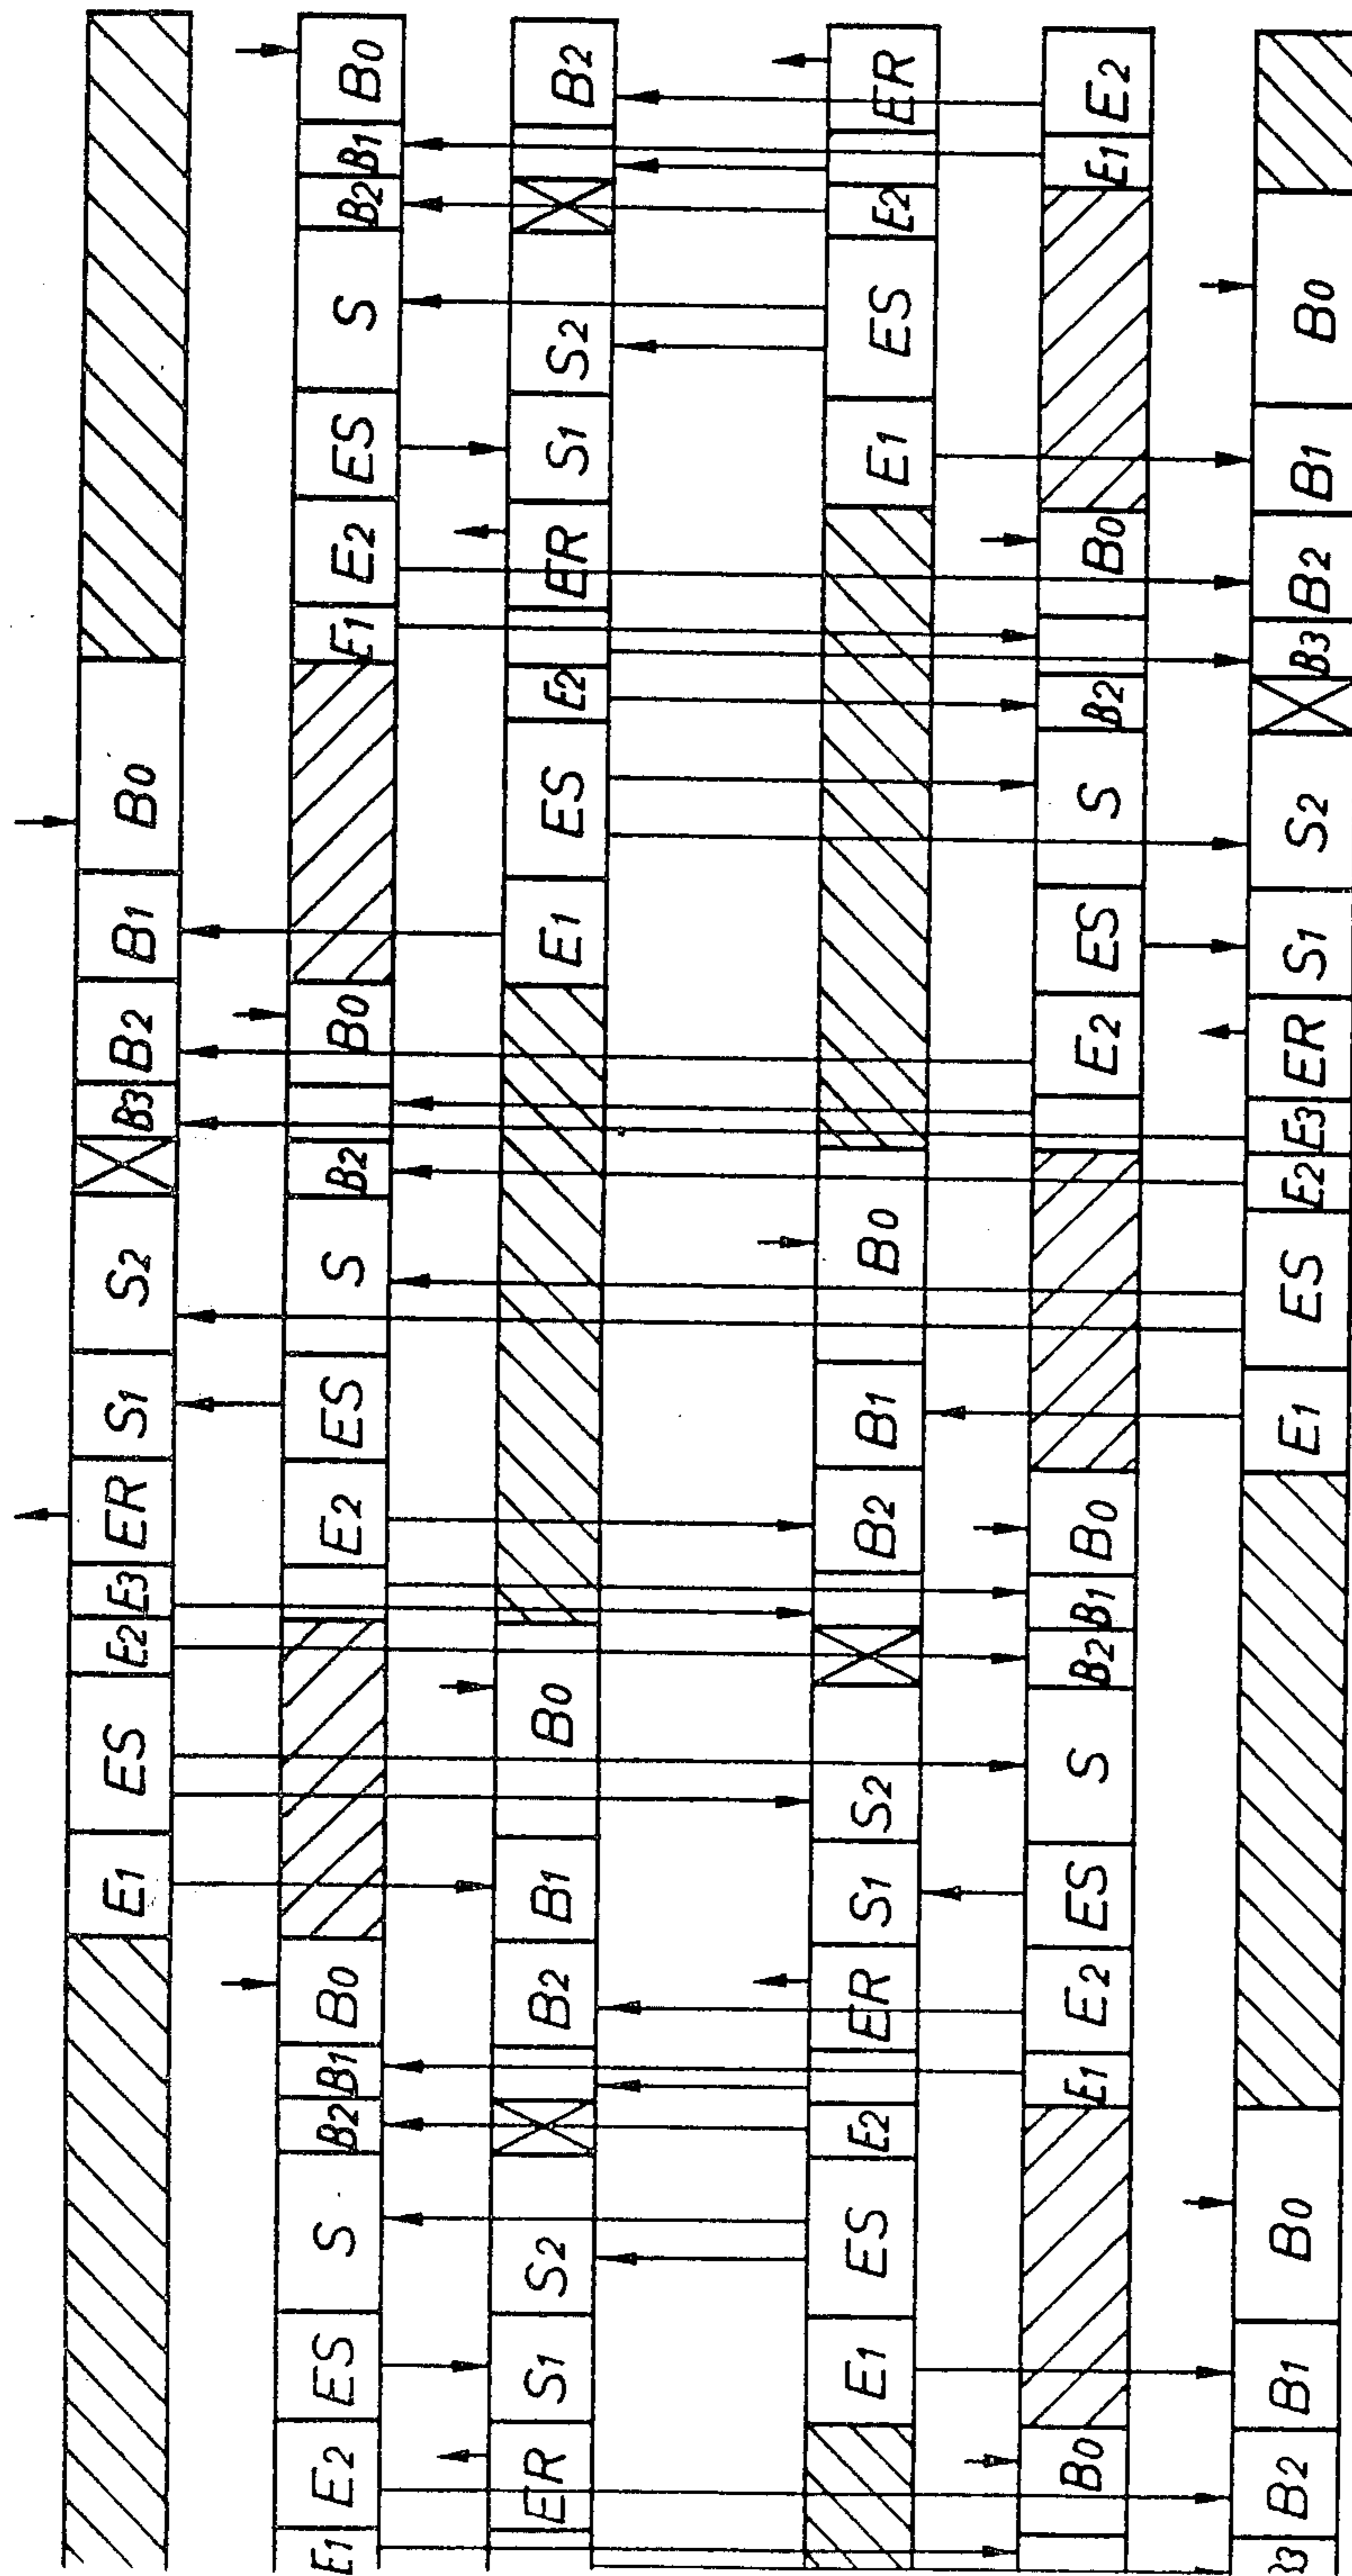 E1 ES E2 E3 ER S1 S2 B3 B2 B1 B0
E1 E2 ES S B2 B1 B0 E2 ES S B2 B0 E1 E2 ES S B2 B1 B0
ER S1 S2 B2 B1 B0 E1 ES E2 ER S1 S2 B2
E1 ES E2 ER S1 S2 B2 B1 B0 E1 ES E2 ER
B0 E1 E2 ES S B2 B1 B0 E2 ES S B2 B0 E1 E2
B2 B1 B0 E1 ES E2 E3 ER S1 S2 B3 B2 B1 B0